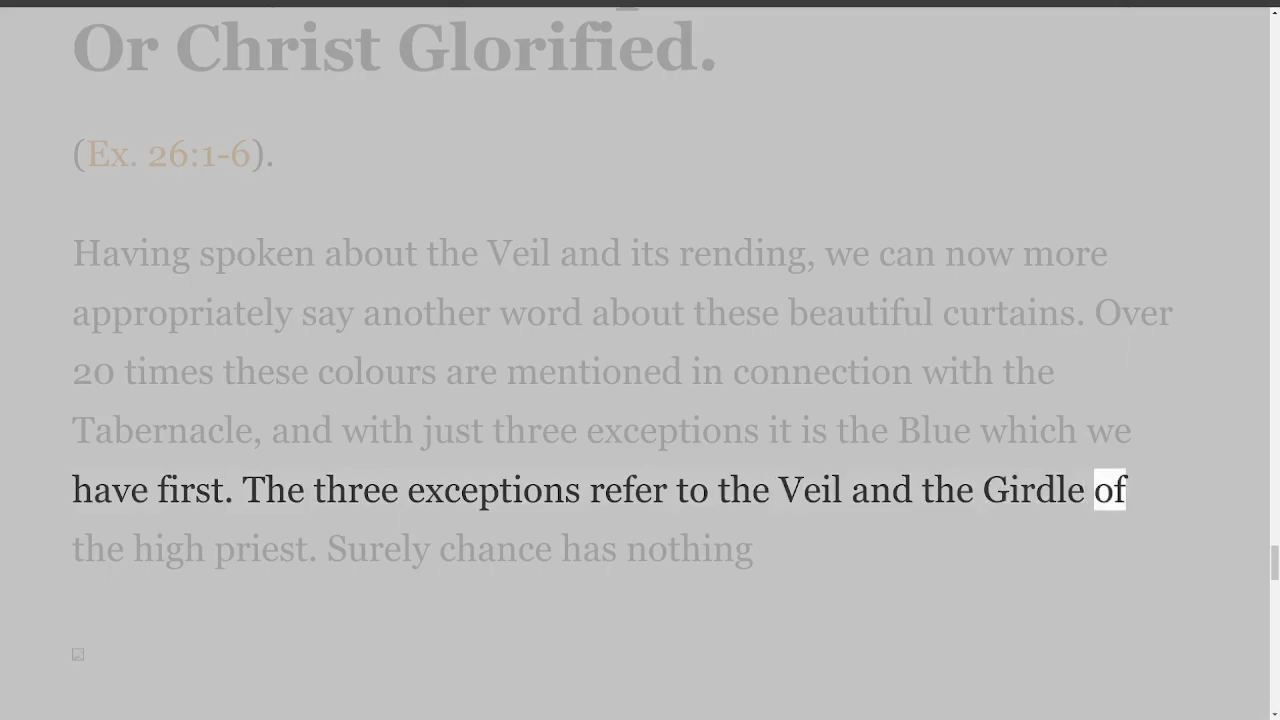 Or Christ Glorified.
(Ex. 26:1-6).
Having spoken about the Veil and its rending, we can now more
appropriately say another word about these beautiful curtains. Over
20 times these colours are mentioned in connection with the
Tabernacle, and with just three exceptions it is the Blue which we
have first. The three exceptions refer to the Veil and the Girdle of
the high priest. Surely chance has nothing